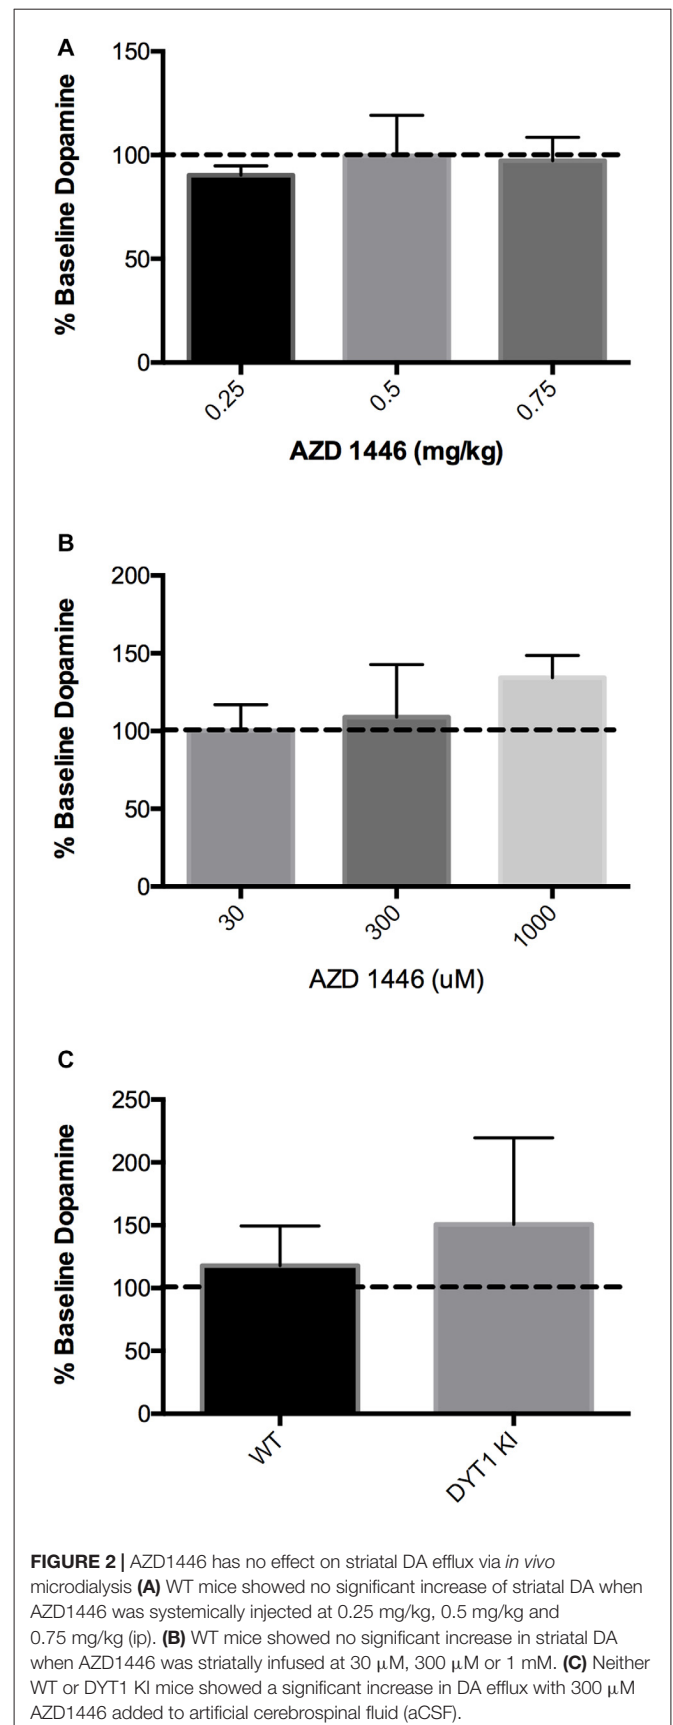 A
% Baseline Dopamine
150
100
50
0
0.25
0.5
0.75
AZD 1446 (mg/kg)
B
% Baseline Dopamine
200
150
100
50
0
30
300
1000
AZD 1446 (uM)
C
% Baseline Dopamine
250
200
150
100
50
0
WT
DYT1 KI
FIGURE 2 | AZD1446 has no effect on striatal DA efflux via in vivo
microdialysis (A) WT mice showed no significant increase of striatal DA when
AZD1446 was systemically injected at 0.25 mg/kg, 0.5 mg/kg and
0.75 mg/kg (ip). (B) WT mice showed no significant increase in striatal DA
when AZD1446 was striatally infused at 30 μM, 300 μM or 1 mM. (C) Neither
WT or DYT1 KI mice showed a significant increase in DA efflux with 300 μM
AZD1446 added to artificial cerebrospinal fluid (aCSF).